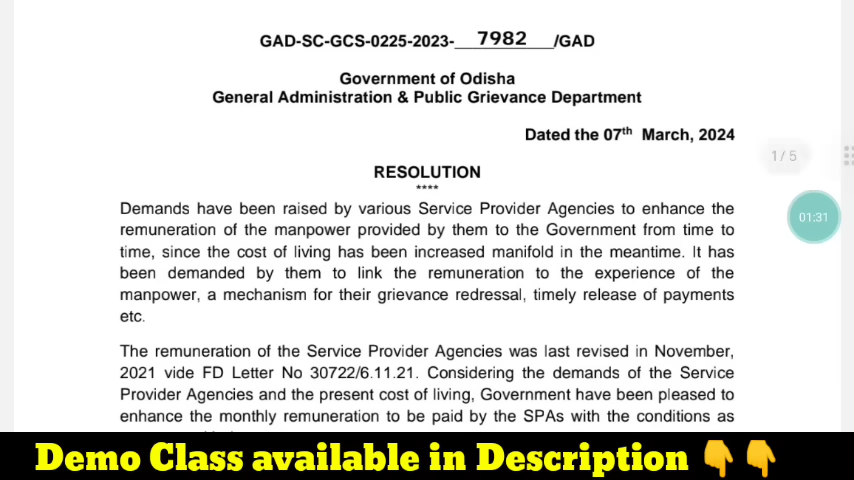 GAD-SC-GCS-0225-2023- 7982 /GAD
Government of Odisha
General Administration & Public Grievance Department
Dated the 07th March, 2024
1/5
RESOLUTION
****
01:31
Demands have been raised by various Service Provider Agencies to enhance the
remuneration of the manpower provided by them to the Government from time to
time, since the cost of living has been increased manifold in the meantime. It has
been demanded by them to link the remuneration to the experience of the
manpower, a mechanism for their grievance redressal, timely release of payments
etc.
The remuneration of the Service Provider Agencies was last revised in November,
2021 vide FD Letter No 30722/6.11.21. Considering the demands of the Service
Provider Agencies and the present cost of living, Government have been pleased to
enhance the monthly remuneration to be paid by the SPAs with the conditions as
Demo Class available in Description 👇👇